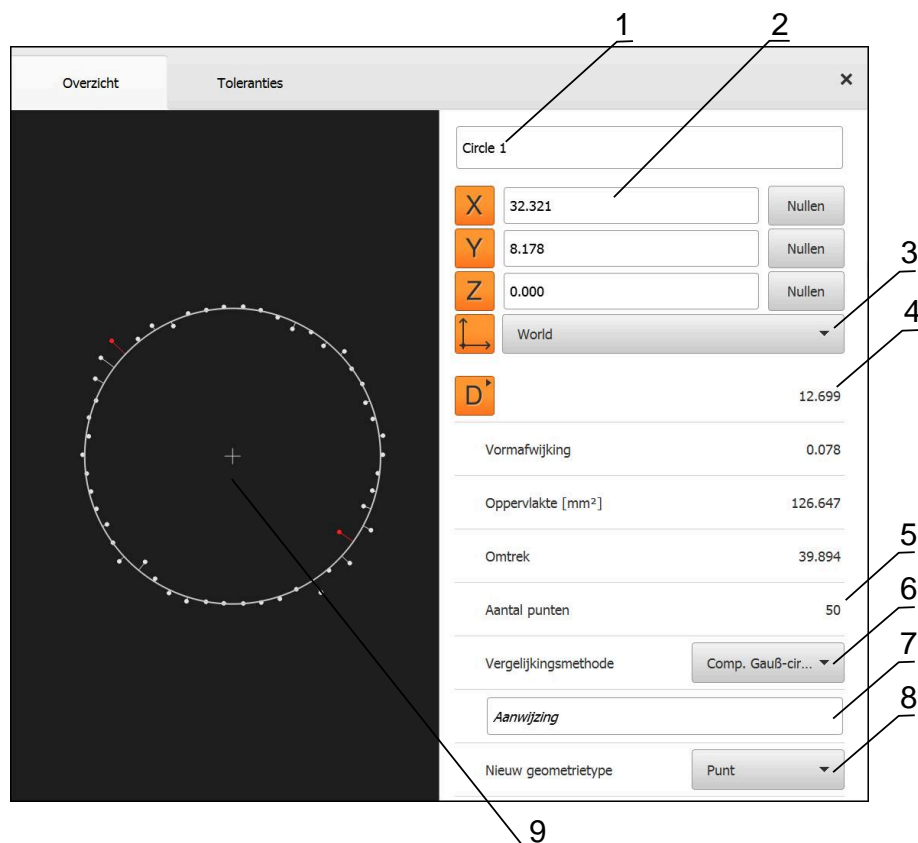 1
2
Overzicht Toleranties ×
Circle 1
X 32.321 Nullen
Y 8.178 Nullen
3
Z 0.000 Nullen
4
World
D 12.699
Vormafwijking 0.078
Oppervlakte [mm²] 126.647
5
Omtrek 39.894
6
Aantal punten 50
7
Vergelijkingsmethode Comp. Gauß-cir...
8
Aanwijzing
Nieuw geometrietype Punt
9